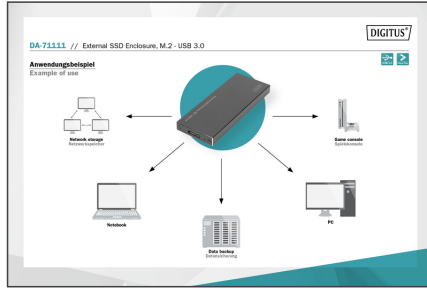 DIGITUS®
DA-71111 // External SSD Enclosure, M.2 - USB 3.0
Anwendungsbeispiel
Example of use
Network storage
Netzwerkspeicher
Game console
Spielekonsole
Notebook
PC
Data backup
Datensicherung